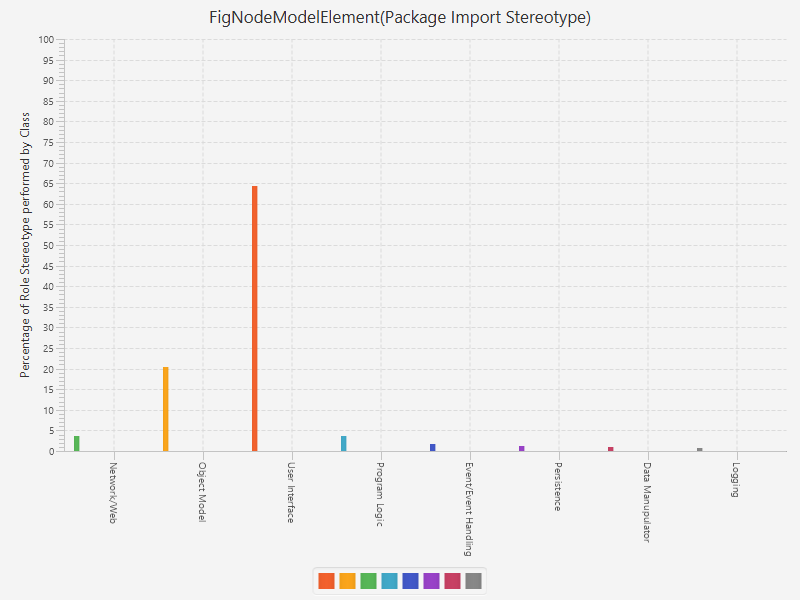 FigNodeModelElement(Package Import Stereotype)
Percentage of Role Stereotype performed by Class
100
95
90
85
80
75
70
65
60
55
50
45
40
35
30
25
20
15
10
5
0
Network/Web
Object Model
User Interface
Program Logic
Event/Event Handling
Persistence
Data Manupulator
Logging